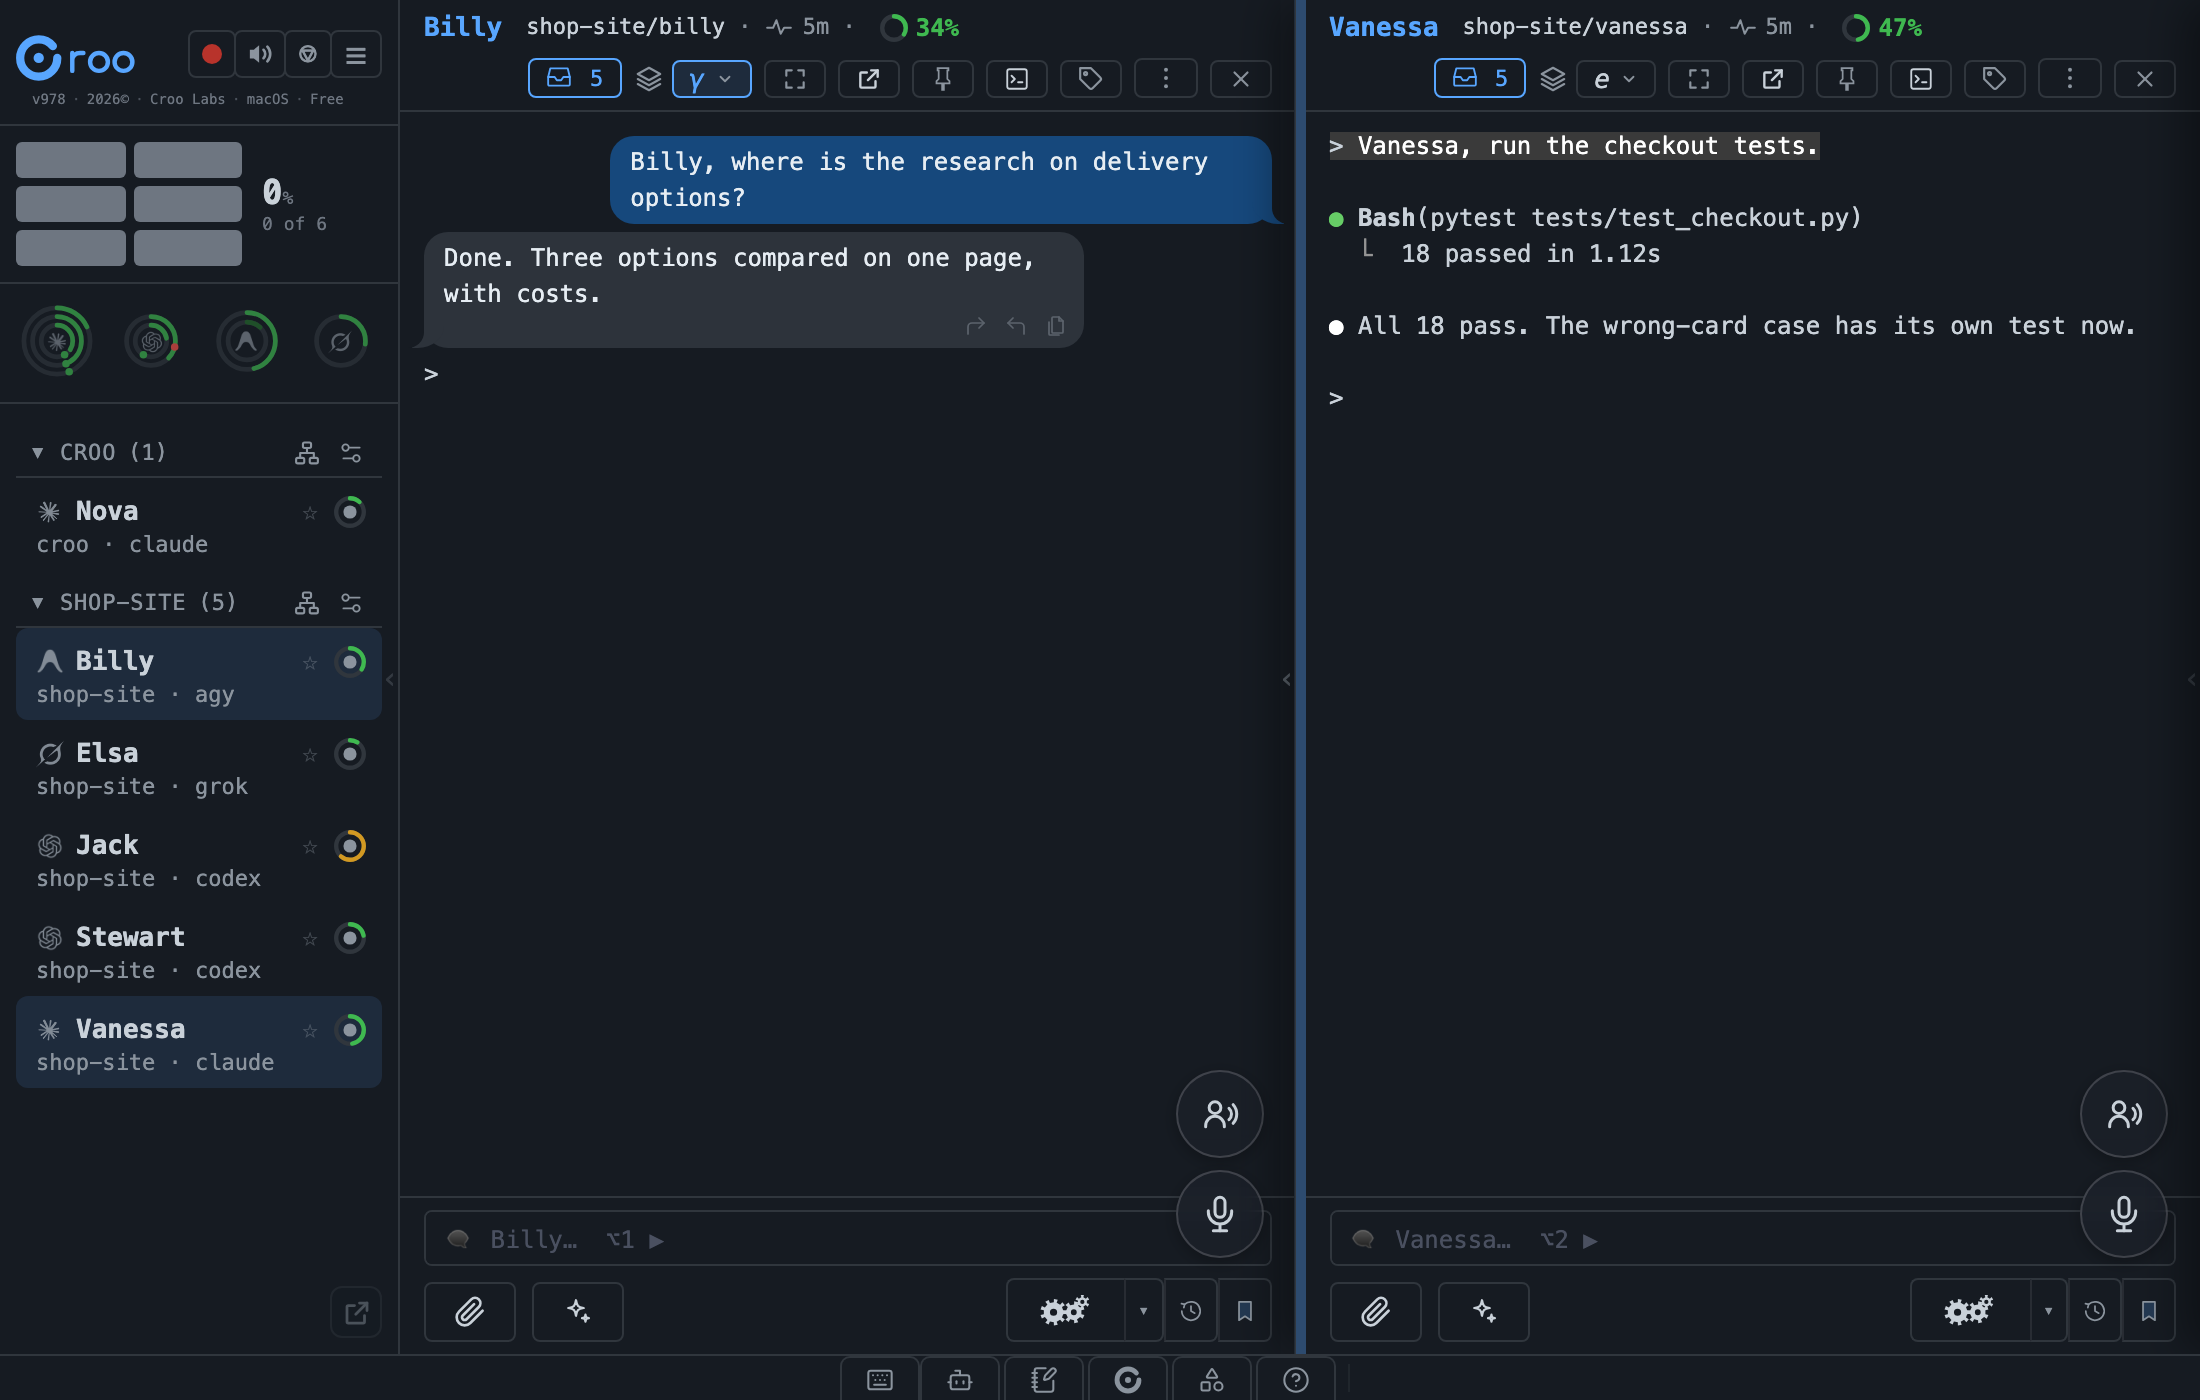 Croo
v978 · 2026© · Croo Labs · macOS · Free
0%
0 of 6
▼ CROO (1)
Nova
croo · claude
▼ SHOP-SITE (5)
Billy
shop-site · agy
Elsa
shop-site · grok
Jack
shop-site · codex
Stewart
shop-site · codex
Vanessa
shop-site · claude
Billy shop-site/billy · 5m · 34%
5 γ
Billy, where is the research on delivery
options?
Done. Three options compared on one page,
with costs.
>
Billy… ⌥1 ▶
Vanessa shop-site/vanessa · 5m · 47%
5 e
> Vanessa, run the checkout tests.
● Bash(pytest tests/test_checkout.py)
└ 18 passed in 1.12s
● All 18 pass. The wrong-card case has its own test now.
>
Vanessa… ⌥2 ▶